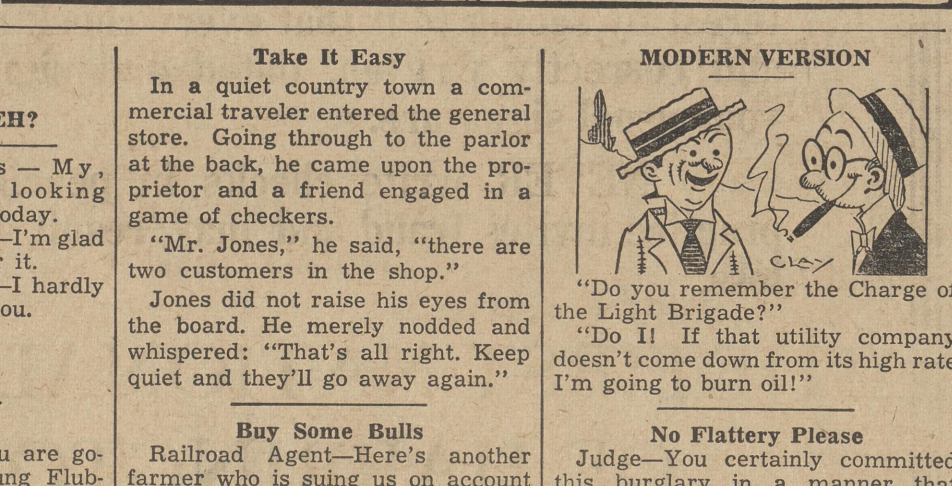 EH?
s — My,
looking
oday.
—I'm glad
r it.
—I hardly
ou.
u are go-
ung Flub-
Take It Easy
In a quiet country town a com-
mercial traveler entered the general
store. Going through to the parlor
at the back, he came upon the pro-
prietor and a friend engaged in a
game of checkers.
"Mr. Jones," he said, "there are
two customers in the shop."
Jones did not raise his eyes from
the board. He merely nodded and
whispered: "That's all right. Keep
quiet and they'll go away again."
Buy Some Bulls
Railroad Agent—Here's another
farmer who is suing us on account
MODERN VERSION
CLAY
"Do you remember the Charge of
the Light Brigade?"
"Do I! If that utility company
doesn't come down from its high rate
I'm going to burn oil!"
No Flattery Please
Judge—You certainly committed
this burglary in a manner that